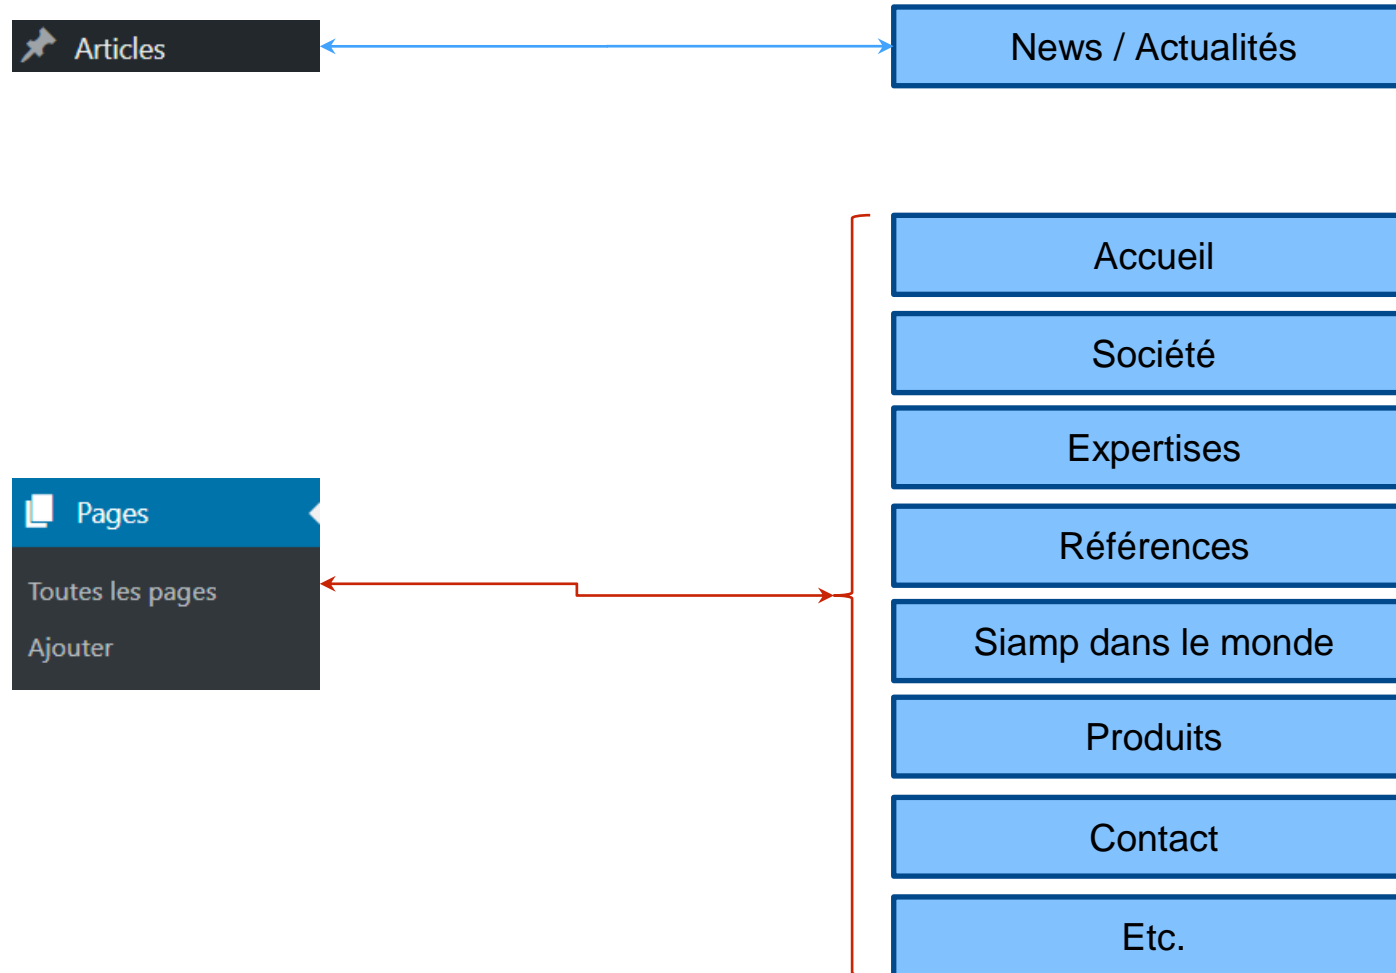 Articles
News / Actualités
Accueil
Société
Expertises
Pages
Toutes les pages
Ajouter
Références
Siamp dans le monde
Produits
Contact
Etc.